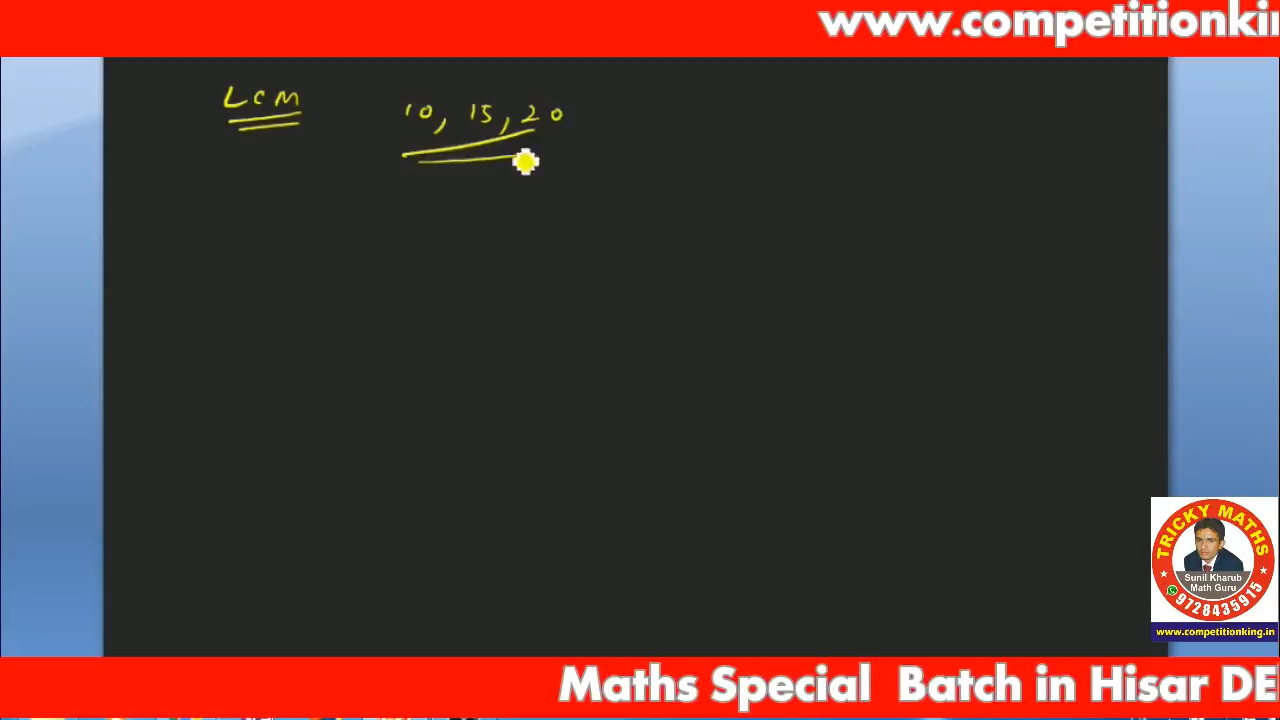 www.competitionki
LCM 10, 15, 20
TRICKY MATHS
Sunil Kharub
Math Guru
9728435915
www.competitionking.in
Maths Special Batch in Hisar DE